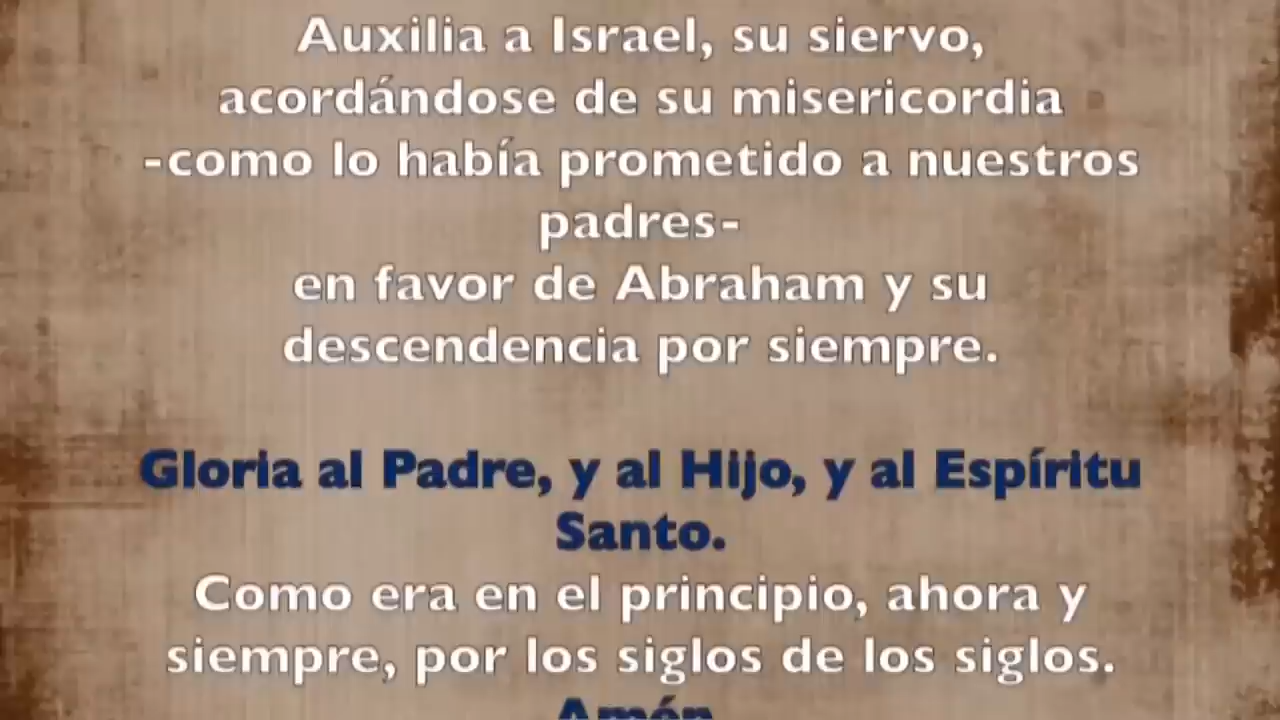 Auxilia a Israel, su siervo,
acordándose de su misericordia
-como lo había prometido a nuestros
padres-
en favor de Abraham y su
descendencia por siempre.
Gloria al Padre, y al Hijo, y al Espíritu
Santo.
Como era en el principio, ahora y
siempre, por los siglos de los siglos.
Amén